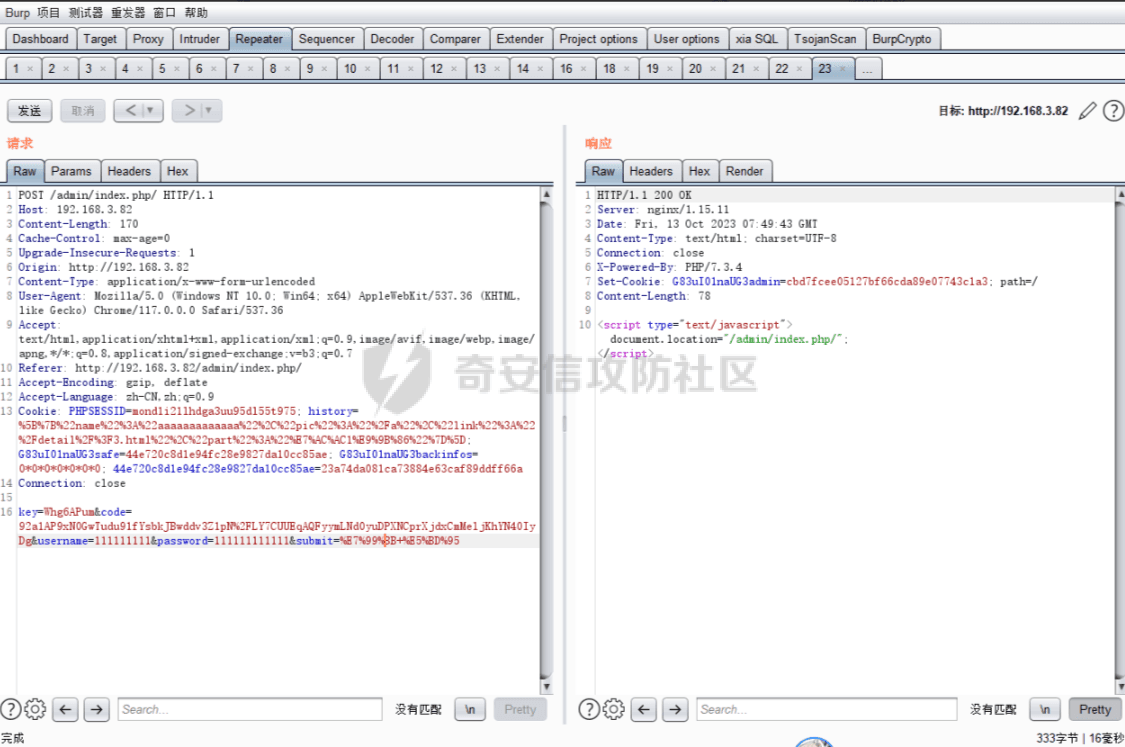 Burp 项目 测试器 重发器 窗口 帮助
Dashboard Target Proxy Intruder Repeater Sequencer Decoder Comparer Extender Project options User options xia SQL TsojanScan BurpCrypto
1 × 2 × 3 × 4 × 5 × 6 × 7 × 8 × 9 × 10 × 11 × 12 × 13 × 14 × 16 × 18 × 19 × 20 × 21 × 22 × 23 × ...
发送 取消 < > 目标: http://192.168.3.82
请求
Raw Params Headers Hex
1 POST /admin/index.php/ HTTP/1.1
2 Host: 192.168.3.82
3 Content-Length: 170
4 Cache-Control: max-age=0
5 Upgrade-Insecure-Requests: 1
6 Origin: http://192.168.3.82
7 Content-Type: application/x-www-form-urlencoded
8 User-Agent: Mozilla/5.0 (Windows NT 10.0; Win64; x64) AppleWebKit/537.36 (KHTML,
like Gecko) Chrome/117.0.0.0 Safari/537.36
9 Accept:
text/html,application/xhtml+xml,application/xml;q=0.9,image/avif,image/webp,image/
apng,*/*;q=0.8,application/signed-exchange;v=b3;q=0.7
10 Referer: http://192.168.3.82/admin/index.php/
11 Accept-Encoding: gzip, deflate
12 Accept-Language: zh-CN,zh;q=0.9
13 Cookie: PHPSESSID=mondli211hdga3uu95dl55t975; history=
%5B%7B%22name%22%3A%22aaaaaaaaaaaaa%22%2C%22pic%22%3A%22%2Fa%22%2C%22link%22%3A%22
%2Fdetail%2F%3F3.html%22%2C%22part%22%3A%22%E7%AC%AC1%E9%9B%86%22%7D%5D;
G83uI01naUG3safe=44e720c8d1e94fc28e9827da10cc85ae; G83uI01naUG3backinfos=
0*0*0*0*0*0*0; 44e720c8d1e94fc28e9827da10cc85ae=23a74da081ca73884e63caf89ddff66a
14 Connection: close
15
16 key=Whg6APum&code=
92a1AP9xN0GwTudu91fYsbkJBwddv3Z1pN%2FLY7CUUEqAQFyymLNdOyuDPXNCprXjdxCmMeljKhYN40Iy
Dg&username=111111111&password=111111111111&submit=%E7%99%BB+%E5%BD%95
响应
Raw Headers Hex Render
1 HTTP/1.1 200 OK
2 Server: nginx/1.15.11
3 Date: Fri, 13 Oct 2023 07:49:43 GMT
4 Content-Type: text/html; charset=UTF-8
5 Connection: close
6 X-Powered-By: PHP/7.3.4
7 Set-Cookie: G83uI01naUG3admin=cbd7fcee05127bf66cda89e07743c1a3; path=/
8 Content-Length: 78
9
10 <script type="text/javascript">
document.location="/admin/index.php/";
</script>
奇安信攻防社区
Search... 没有匹配 \n Pretty
Search... 没有匹配 \n Pretty
完成
333字节 | 16毫秒